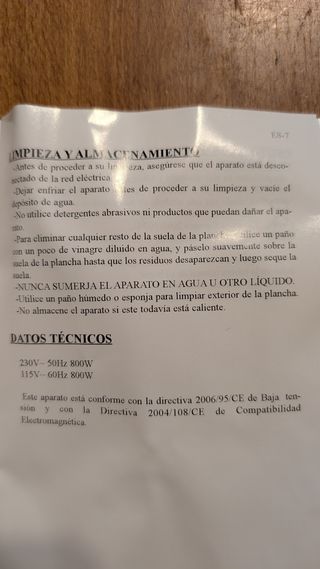 ES-7
LIMPIEZA Y ALMACENAMIENTO
-Antes de proceder a su limpieza, asegúrese que el aparato está desco-
nectado de la red eléctrica
-Dejar enfriar el aparato antes de proceder a su limpieza y vacíe el
depósito de agua.
-No utilice detergentes abrasivos ni productos que puedan dañar el apa-
rato.
-Para eliminar cualquier resto de la suela de la plancha, utilice un paño
con un poco de vinagre diluido en agua, y páselo suavemente sobre la
suela de la plancha hasta que los residuos desaparezcan y luego seque la
suela.
-NUNCA SUMERJA EL APARATO EN AGUA U OTRO LÍQUIDO.
-Utilice un paño húmedo o esponja para limpiar exterior de la plancha.
-No almacene el aparato si este todavía está caliente.
DATOS TÉCNICOS
230V~ 50Hz 800W
115V~ 60Hz 800W
Este aparato está conforme con la directiva 2006/95/CE de Baja ten-
sión y con la Directiva 2004/108/CE de Compatibilidad
Electromagnética.